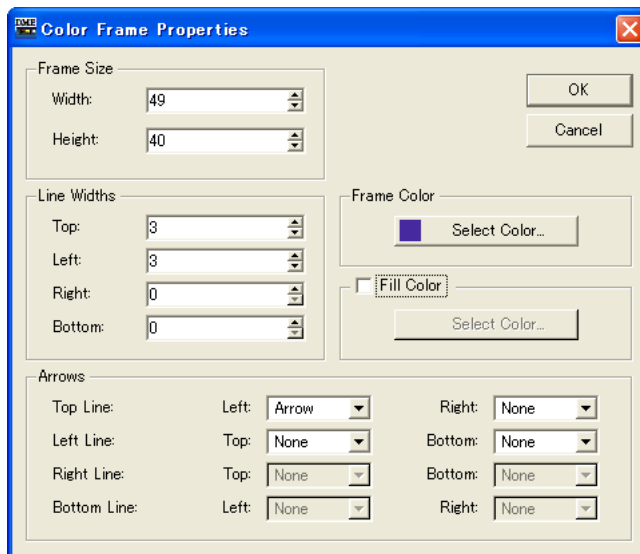 DME
Color Frame Properties
Frame Size
Width: 49
Height: 40
OK
Cancel
Line Widths
Top: 3
Left: 3
Right: 0
Bottom: 0
Frame Color
Select Color...
Fill Color
Select Color...
Arrows
Top Line: Left: Arrow Right: None
Left Line: Top: None Bottom: None
Right Line: Top: None Bottom: None
Bottom Line: Left: None Right: None